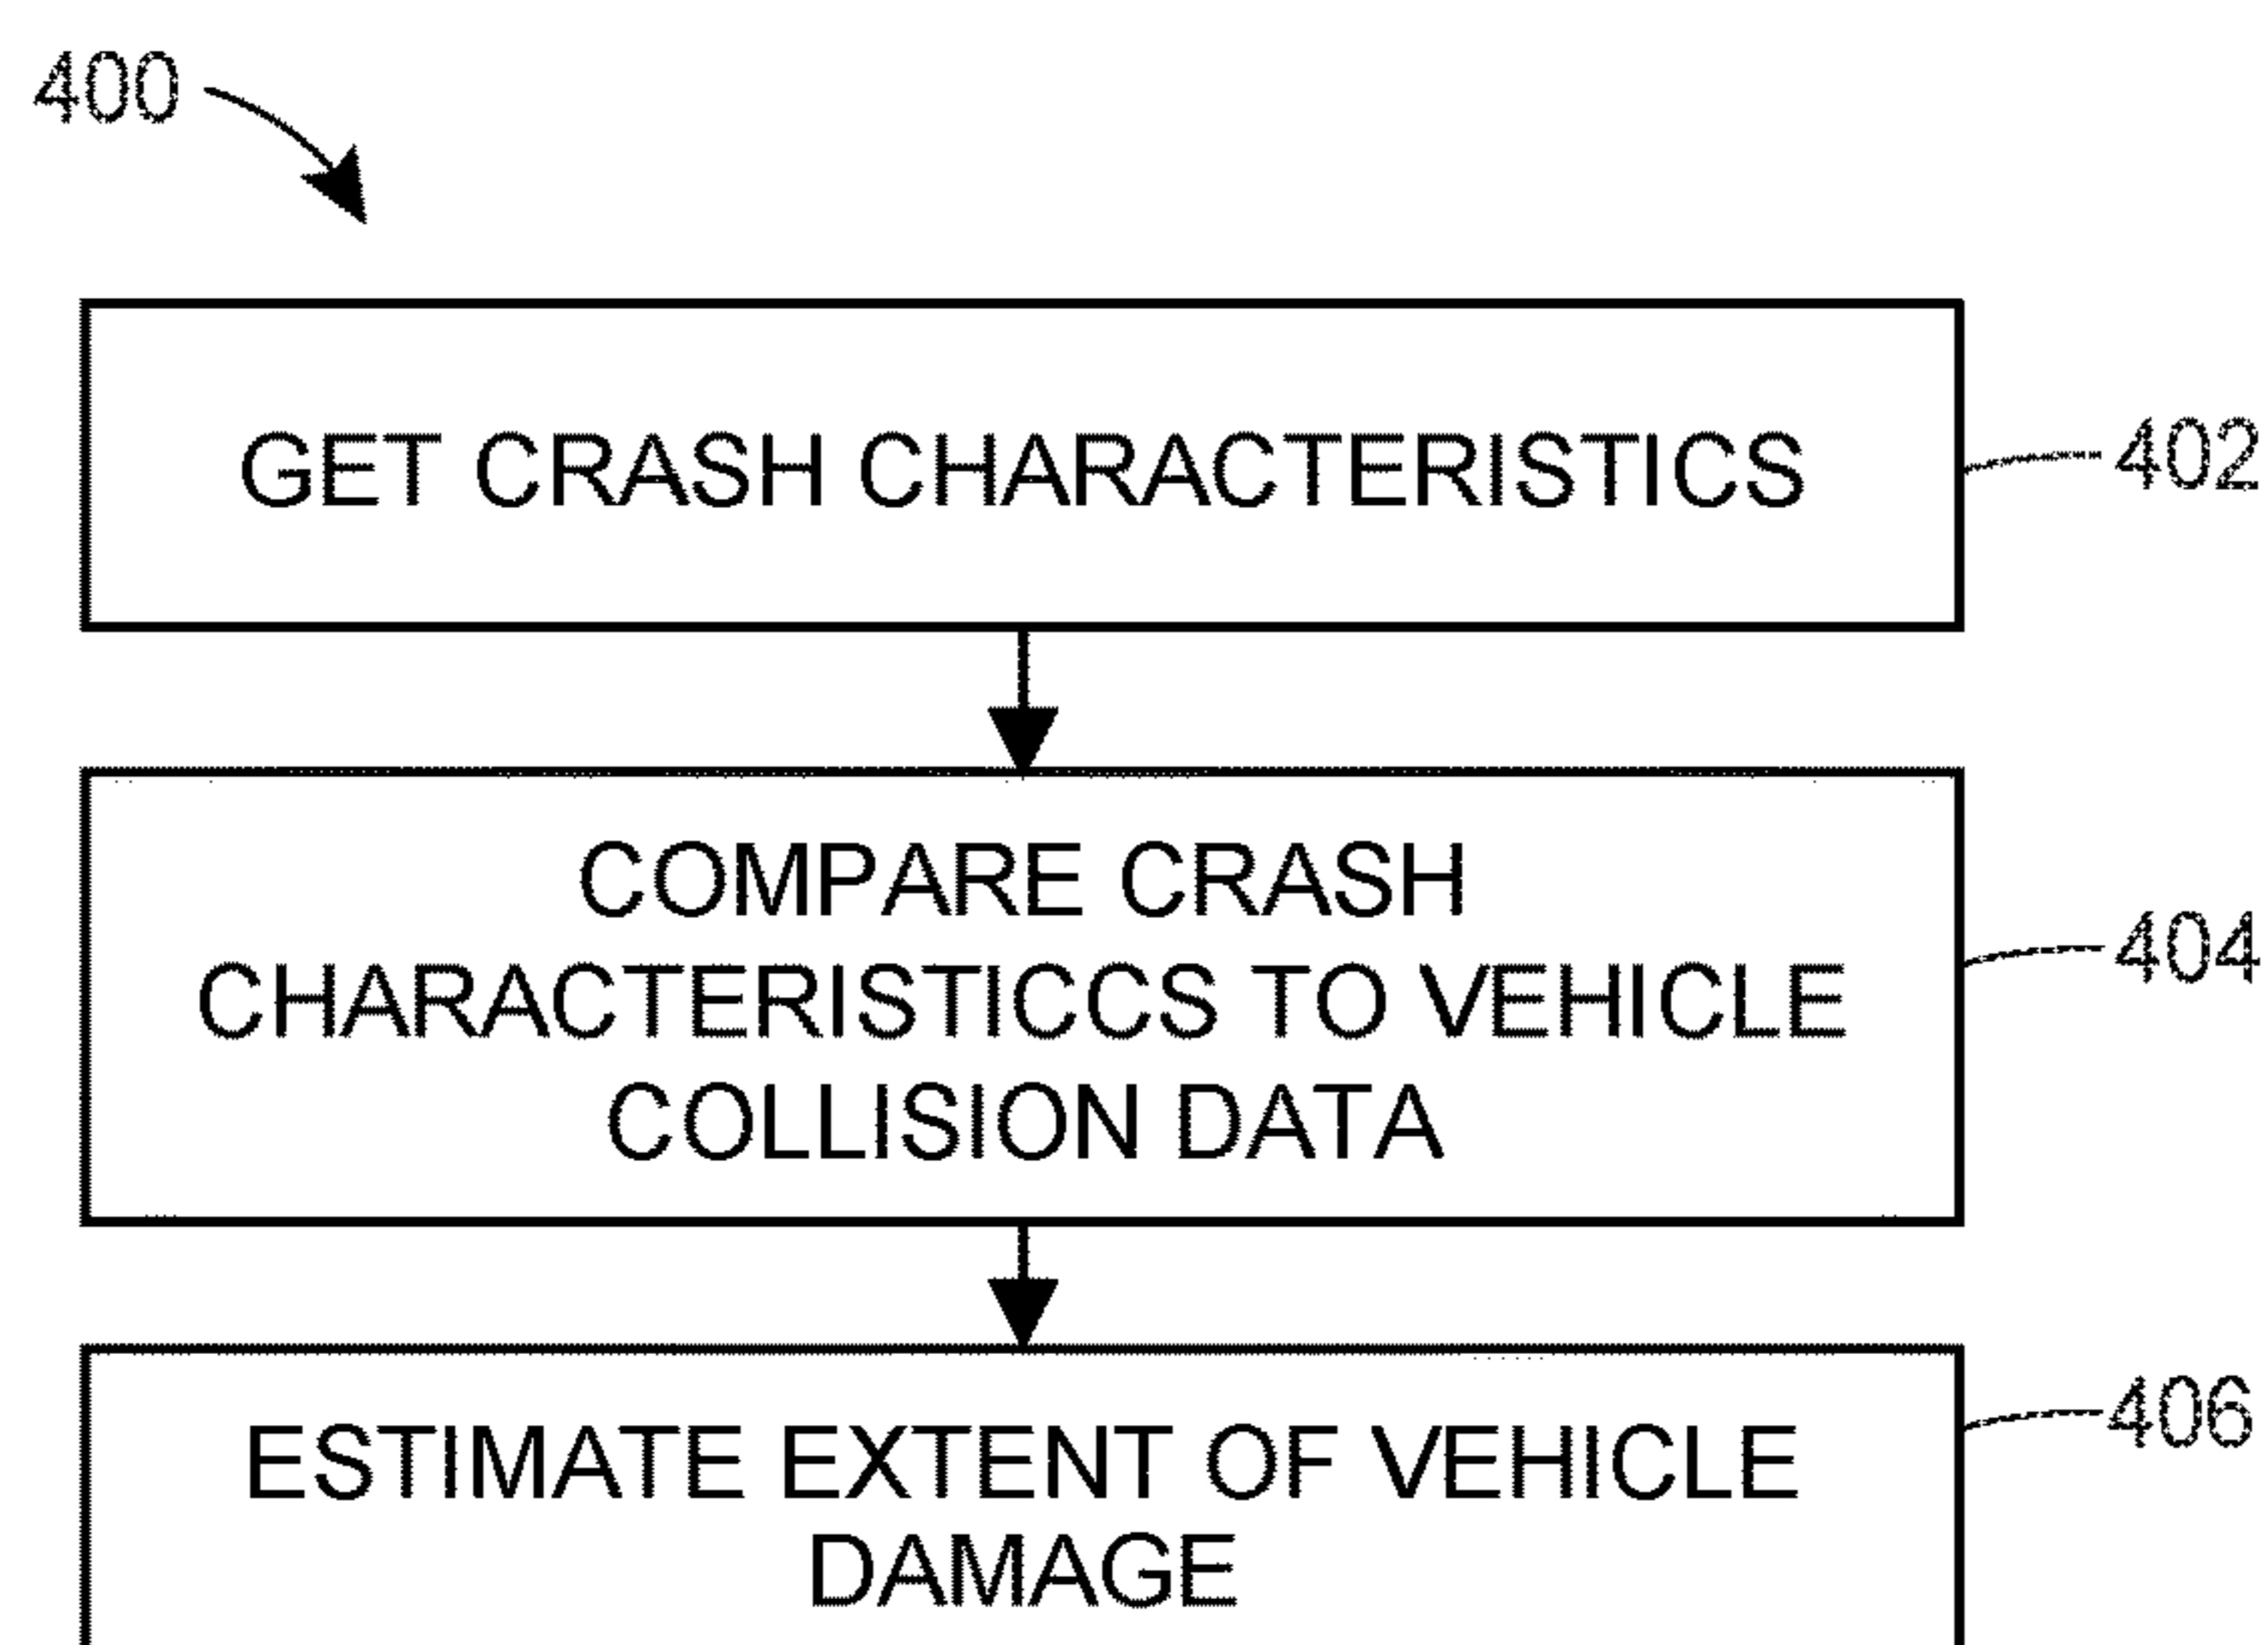 400
GET CRASH CHARACTERISTICS
402
COMPARE CRASH
CHARACTERISTICCS TO VEHICLE
COLLISION DATA
404
ESTIMATE EXTENT OF VEHICLE
DAMAGE
406